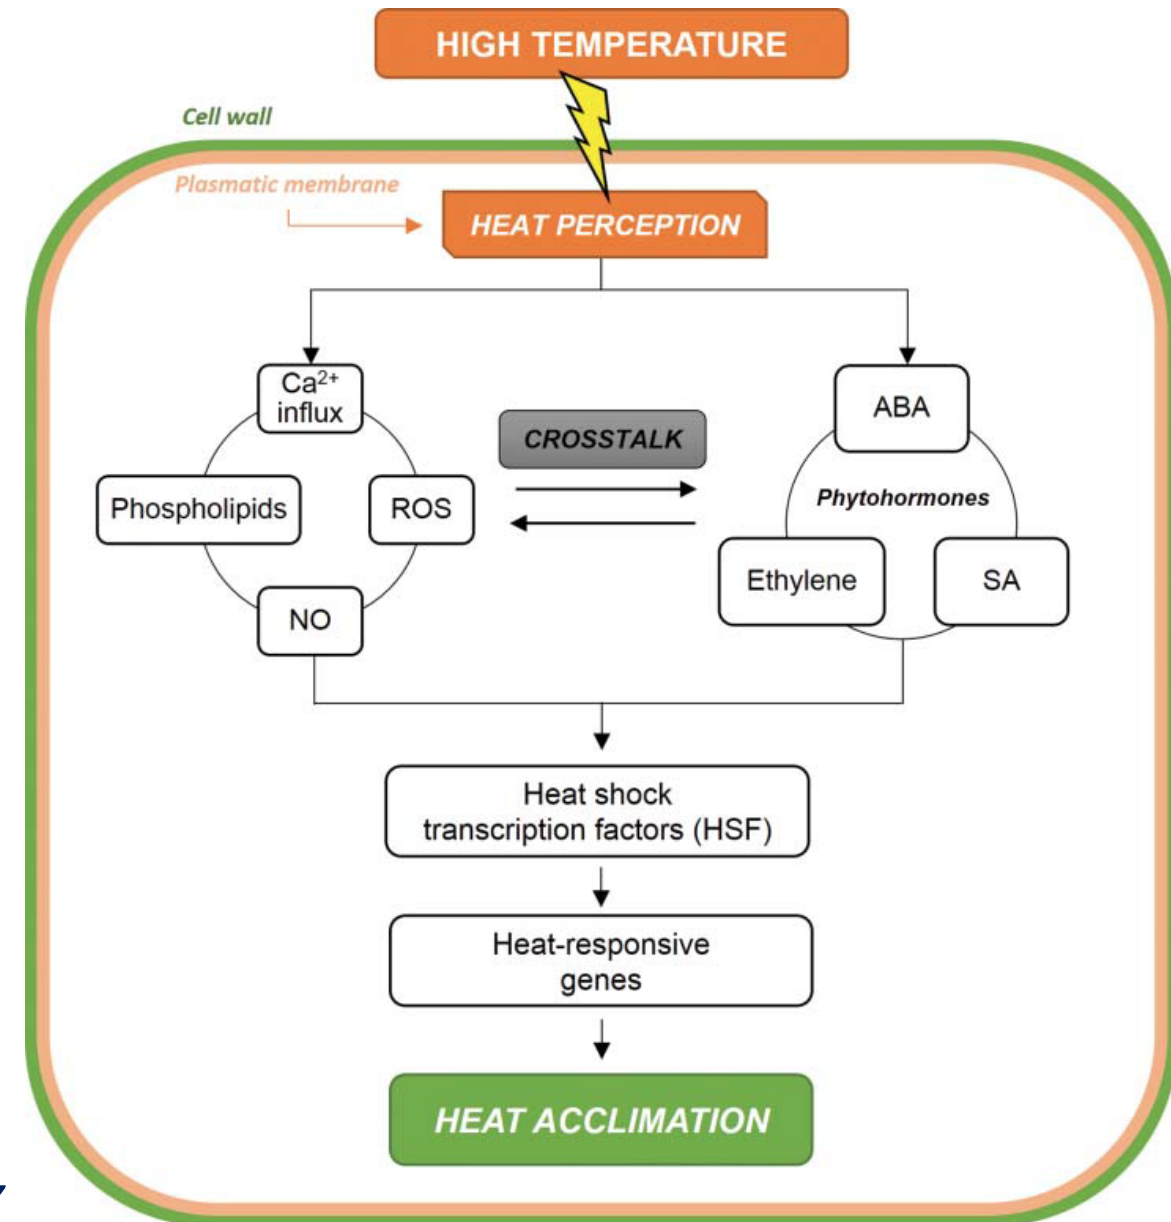 HIGH TEMPERATURE
Cell wall
Plasmatic membrane
HEAT PERCEPTION
Ca²⁺
influx
ABA
CROSSTALK
Phospholipids
ROS
Phytohormones
Ethylene
SA
NO
Heat shock
transcription factors (HSF)
Heat-responsive
genes
HEAT ACCLIMATION